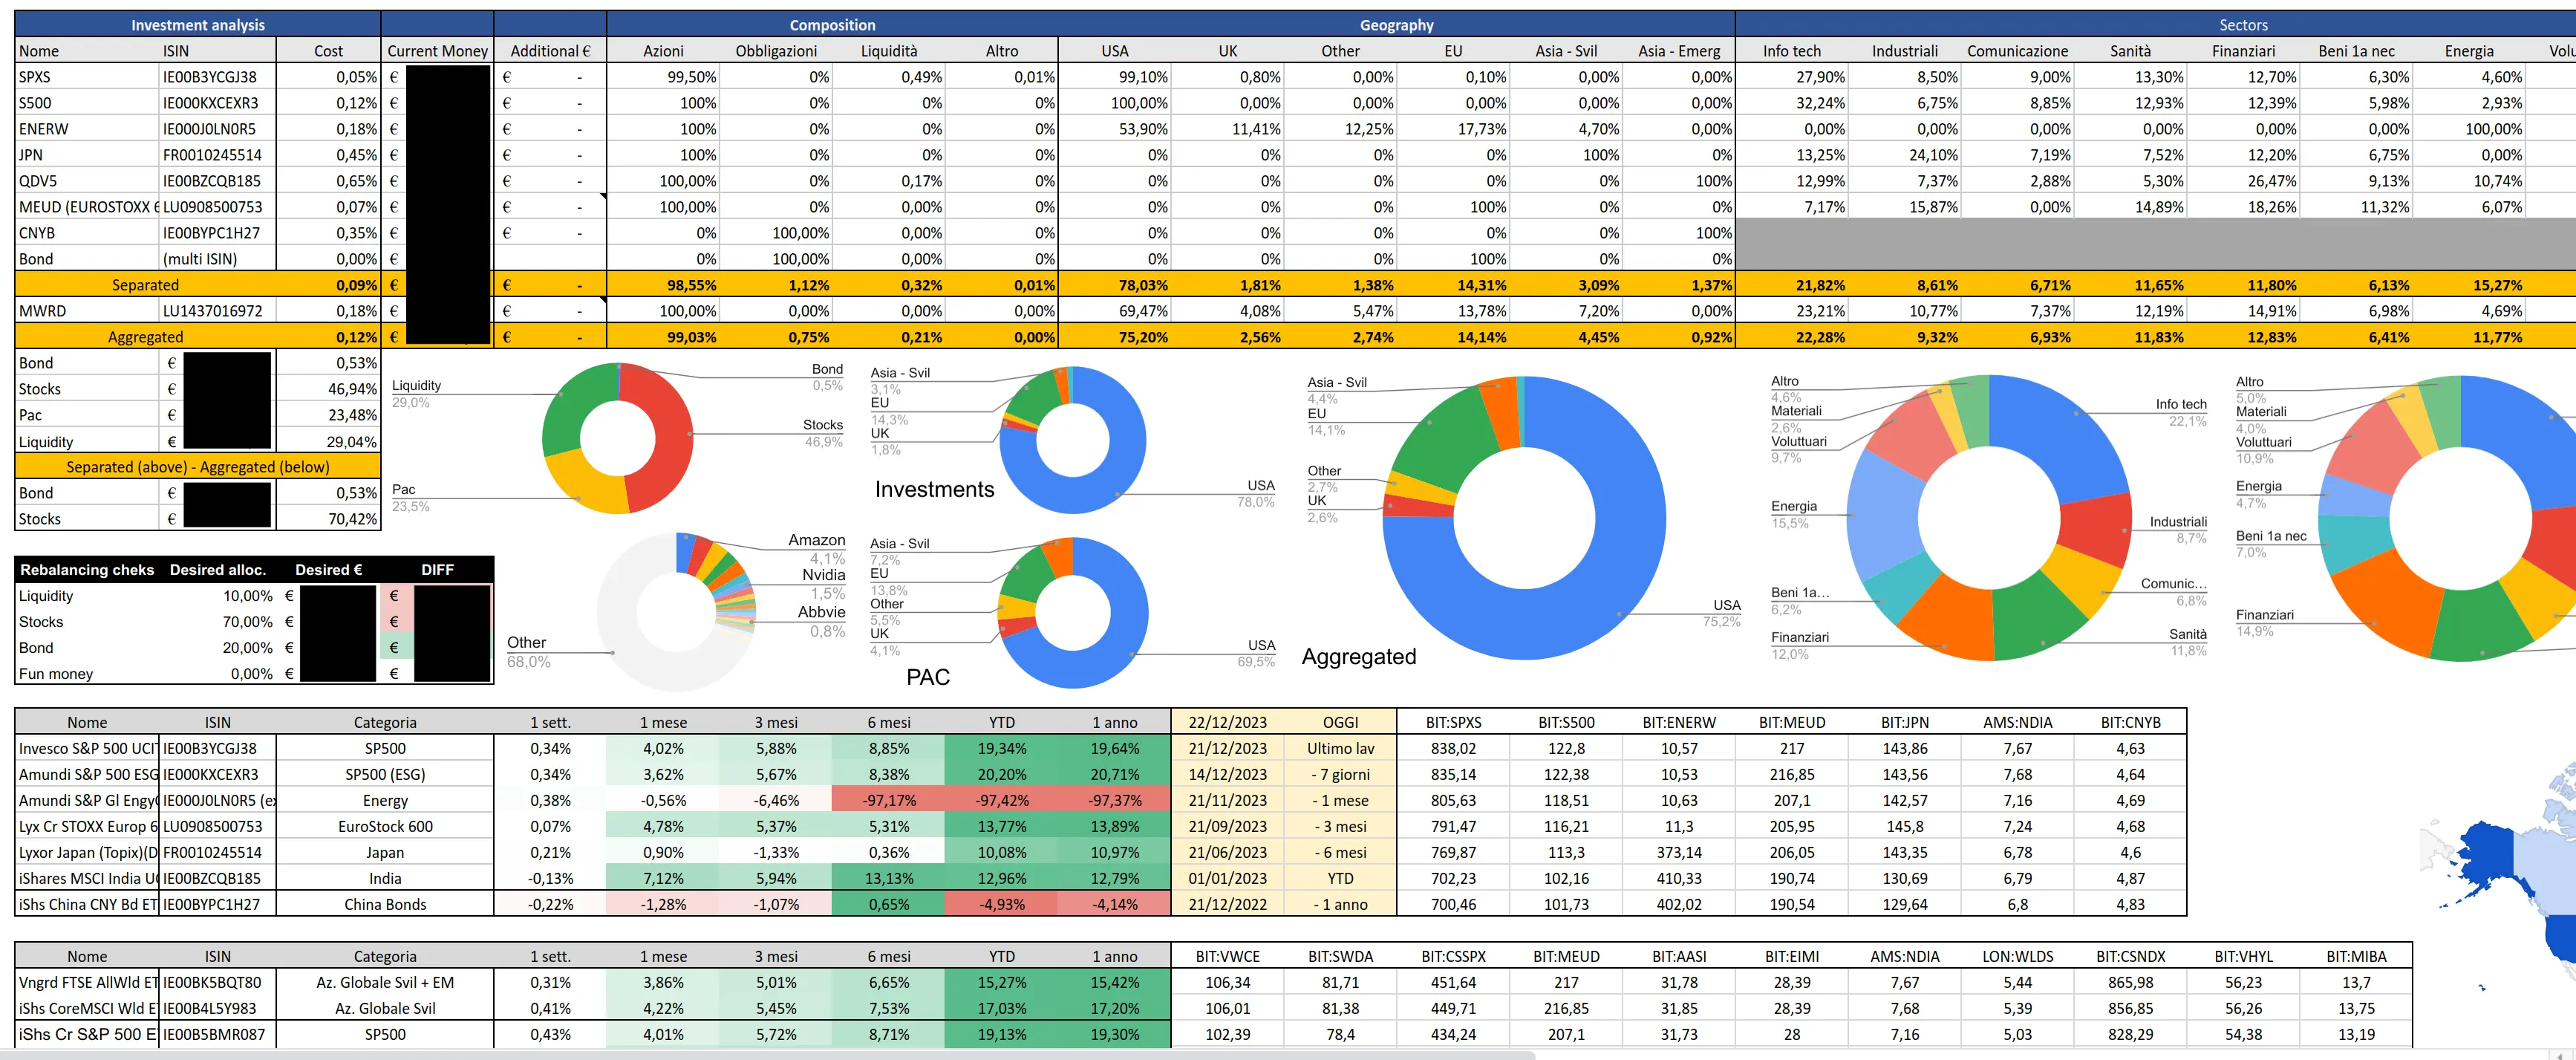 Investment analysis Composition Geography Sectors
Nome ISIN Cost Current Money Additional € Azioni Obbligazioni Liquidità Altro USA UK Other EU Asia - Svil Asia - Emerg Info tech Industriali Comunicazione Sanità Finanziari Beni 1a nec Energia Volu
SPXS IE00B3YCGJ38 0,05% € € - 99,50% 0% 0,49% 0,01% 99,10% 0,80% 0,00% 0,10% 0,00% 0,00% 27,90% 8,50% 9,00% 13,30% 12,70% 6,30% 4,60%
S500 IE000KXCEXR3 0,12% € € - 100% 0% 0% 0% 100,00% 0,00% 0,00% 0,00% 0,00% 0,00% 32,24% 6,75% 8,85% 12,93% 12,39% 5,98% 2,93%
ENERW IE000J0LN0R5 0,18% € € - 100% 0% 0% 0% 53,90% 11,41% 12,25% 17,73% 4,70% 0,00% 0,00% 0,00% 0,00% 0,00% 0,00% 0,00% 100,00%
JPN FR0010245514 0,45% € € - 100% 0% 0% 0% 0% 0% 0% 0% 100% 0% 13,25% 24,10% 7,19% 7,52% 12,20% 6,75% 0,00%
QDV5 IE00BZCQB185 0,65% € € - 100,00% 0% 0,17% 0% 0% 0% 0% 0% 0% 100% 12,99% 7,37% 2,88% 5,30% 26,47% 9,13% 10,74%
MEUD (EUROSTOXX 6 LU0908500753 0,07% € € - 100,00% 0% 0,00% 0% 0% 0% 0% 100% 0% 0% 7,17% 15,87% 0,00% 14,89% 18,26% 11,32% 6,07%
CNYB IE00BYPC1H27 0,35% € € - 0% 100,00% 0,00% 0% 0% 0% 0% 0% 0% 100%
Bond (multi ISIN) 0,00% € 0% 100,00% 0,00% 0% 0% 0% 0% 100% 0% 0%
Separated 0,09% € € - 98,55% 1,12% 0,32% 0,01% 78,03% 1,81% 1,38% 14,31% 3,09% 1,37% 21,82% 8,61% 6,71% 11,65% 11,80% 6,13% 15,27%
MWRD LU1437016972 0,18% € € - 100,00% 0,00% 0,00% 0,00% 69,47% 4,08% 5,47% 13,78% 7,20% 0,00% 23,21% 10,77% 7,37% 12,19% 14,91% 6,98% 4,69%
Aggregated 0,12% € € - 99,03% 0,75% 0,21% 0,00% 75,20% 2,56% 2,74% 14,14% 4,45% 0,92% 22,28% 9,32% 6,93% 11,83% 12,83% 6,41% 11,77%
Bond € 0,53%
Stocks € 46,94%
Pac € 23,48%
Liquidity € 29,04%
Separated (above) - Aggregated (below)
Bond € 0,53%
Stocks € 70,42%
Liquidity
29,0%
Pac
23,5%
Bond
0,5%
Stocks
46,9%
Asia - Svil
3,1%
EU
14,3%
UK
1,8%
Investments
USA
78,0%
Asia - Svil
4,4%
EU
14,1%
Other
2,7%
UK
2,6%
USA
75,2%
Aggregated
Altro
4,6%
Materiali
2,6%
Voluttuari
9,7%
Energia
15,5%
Beni 1a...
6,2%
Finanziari
12,0%
Info tech
22,1%
Industriali
8,7%
Comunic...
6,8%
Sanità
11,8%
Altro
5,0%
Materiali
4,0%
Voluttuari
10,9%
Energia
4,7%
Beni 1a nec
7,0%
Finanziari
14,9%
Rebalancing cheks Desired alloc. Desired € DIFF
Liquidity 10,00% € €
Stocks 70,00% € €
Bond 20,00% € €
Fun money 0,00% € €
Other
68,0%
Amazon
4,1%
Nvidia
1,5%
Abbvie
0,8%
Asia - Svil
7,2%
EU
13,8%
Other
5,5%
UK
4,1%
PAC
USA
69,5%
Nome ISIN Categoria 1 sett. 1 mese 3 mesi 6 mesi YTD 1 anno 22/12/2023 OGGI BIT:SPXS BIT:S500 BIT:ENERW BIT:MEUD BIT:JPN AMS:NDIA BIT:CNYB
Invesco S&P 500 UCIT IE00B3YCGJ38 SP500 0,34% 4,02% 5,88% 8,85% 19,34% 19,64% 21/12/2023 Ultimo lav 838,02 122,8 10,57 217 143,86 7,67 4,63
Amundi S&P 500 ESG IE000KXCEXR3 SP500 (ESG) 0,34% 3,62% 5,67% 8,38% 20,20% 20,71% 14/12/2023 - 7 giorni 835,14 122,38 10,53 216,85 143,56 7,68 4,64
Amundi S&P Gl Engy IE000J0LN0R5 (ex Energy 0,38% -0,56% -6,46% -97,17% -97,42% -97,37% 21/11/2023 - 1 mese 805,63 118,51 10,63 207,1 142,57 7,16 4,69
Lyx Cr STOXX Europ 6 LU0908500753 EuroStock 600 0,07% 4,78% 5,37% 5,31% 13,77% 13,89% 21/09/2023 - 3 mesi 791,47 116,21 11,3 205,95 145,8 7,24 4,68
Lyxor Japan (Topix)(D FR0010245514 Japan 0,21% 0,90% -1,33% 0,36% 10,08% 10,97% 21/06/2023 - 6 mesi 769,87 113,3 373,14 206,05 143,35 6,78 4,6
iShares MSCI India U IE00BZCQB185 India -0,13% 7,12% 5,94% 13,13% 12,96% 12,79% 01/01/2023 YTD 702,23 102,16 410,33 190,74 130,69 6,79 4,87
iShs China CNY Bd ET IE00BYPC1H27 China Bonds -0,22% -1,28% -1,07% 0,65% -4,93% -4,14% 21/12/2022 - 1 anno 700,46 101,73 402,02 190,54 129,64 6,8 4,83
Nome ISIN Categoria 1 sett. 1 mese 3 mesi 6 mesi YTD 1 anno BIT:VWCE BIT:SWDA BIT:CSSPX BIT:MEUD BIT:AASI BIT:EIMI AMS:NDIA LON:WLDS BIT:CSNDX BIT:VHYL BIT:MIBA
Vngrd FTSE AllWld ET IE00BK5BQT80 Az. Globale Svil + EM 0,31% 3,86% 5,01% 6,65% 15,27% 15,42% 106,34 81,71 451,64 217 31,78 28,39 7,67 5,44 865,98 56,23 13,7
iShs CoreMSCI Wld E IE00B4L5Y983 Az. Globale Svil 0,41% 4,22% 5,45% 7,53% 17,03% 17,20% 106,01 81,38 449,71 216,85 31,85 28,39 7,68 5,39 856,85 56,26 13,75
iShs Cr S&P 500 E IE00B5BMR087 SP500 0,43% 4,01% 5,72% 8,71% 19,13% 19,30% 102,39 78,4 434,24 207,1 31,73 28 7,16 5,03 828,29 54,38 13,19